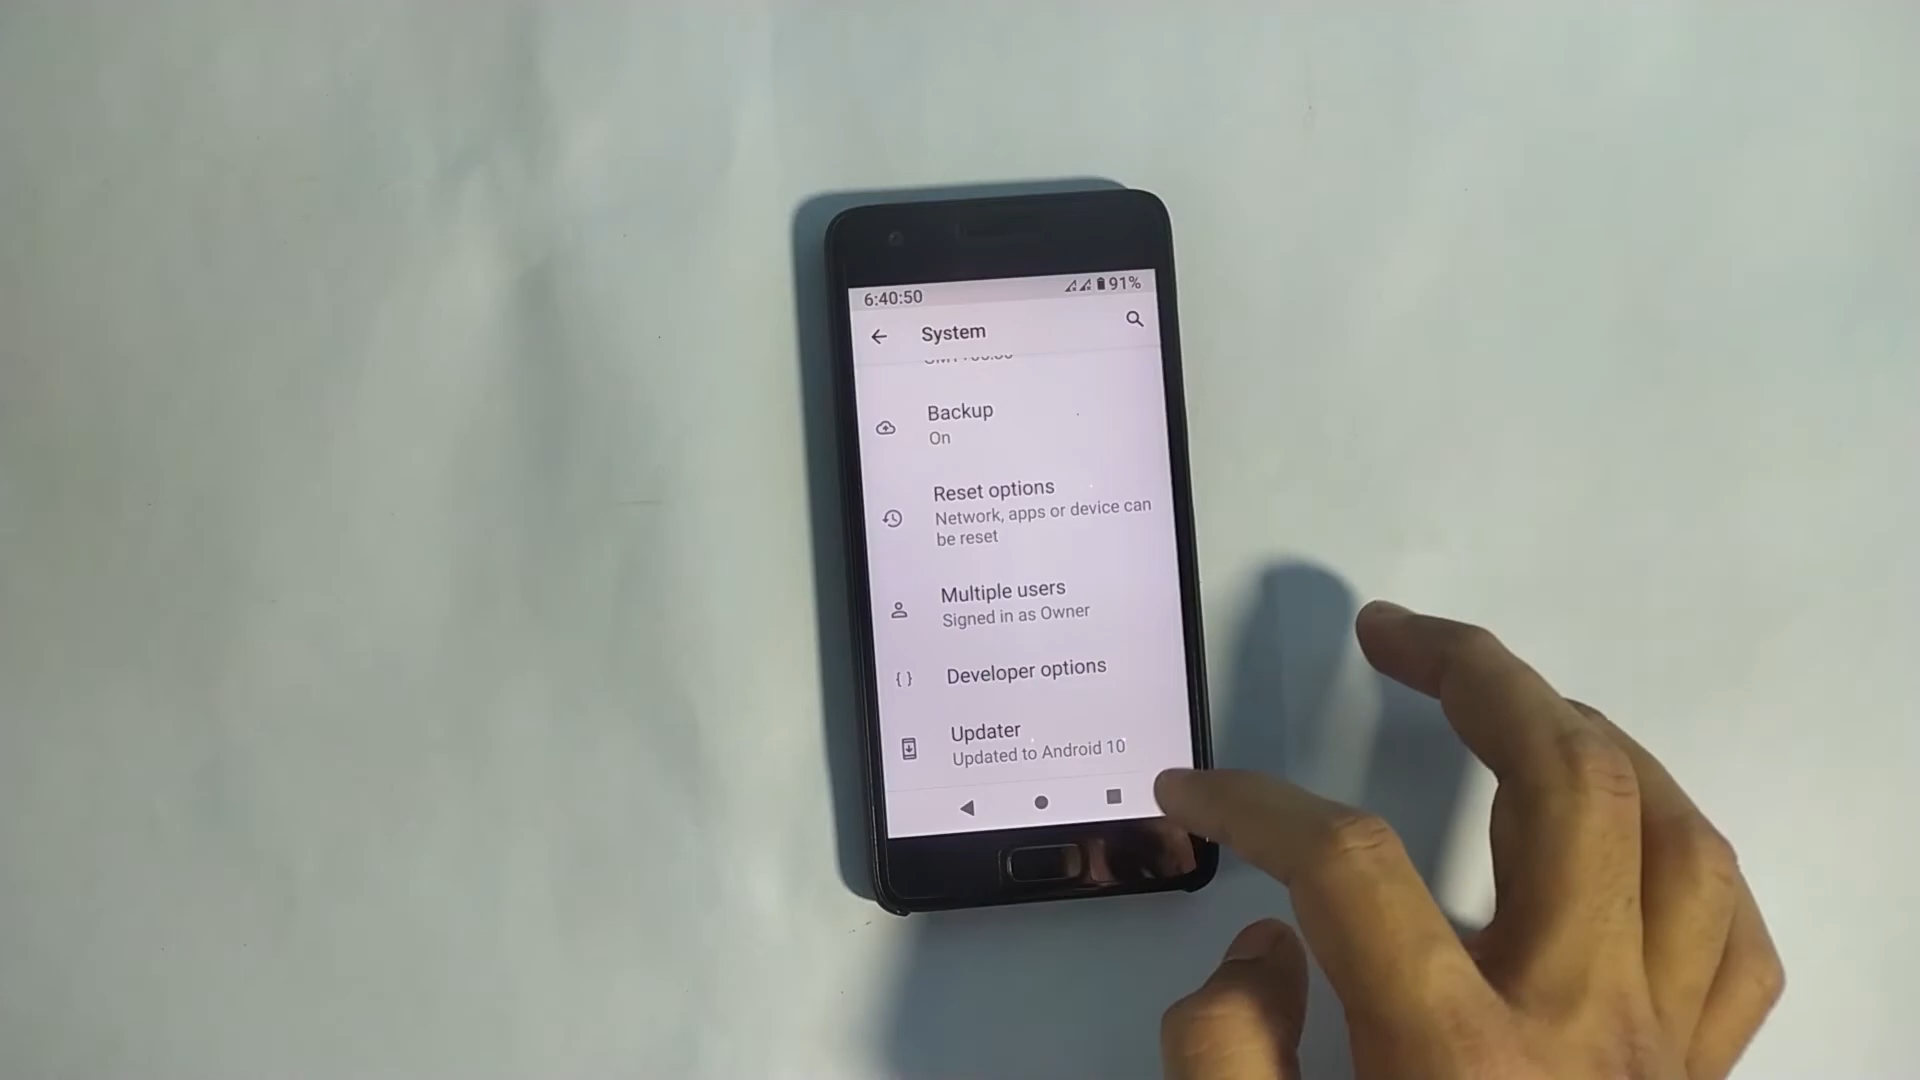 6:40:50 91%
System
Backup
On
Reset options
Network, apps or device can
be reset
Multiple users
Signed in as Owner
Developer options
Updater
Updated to Android 10